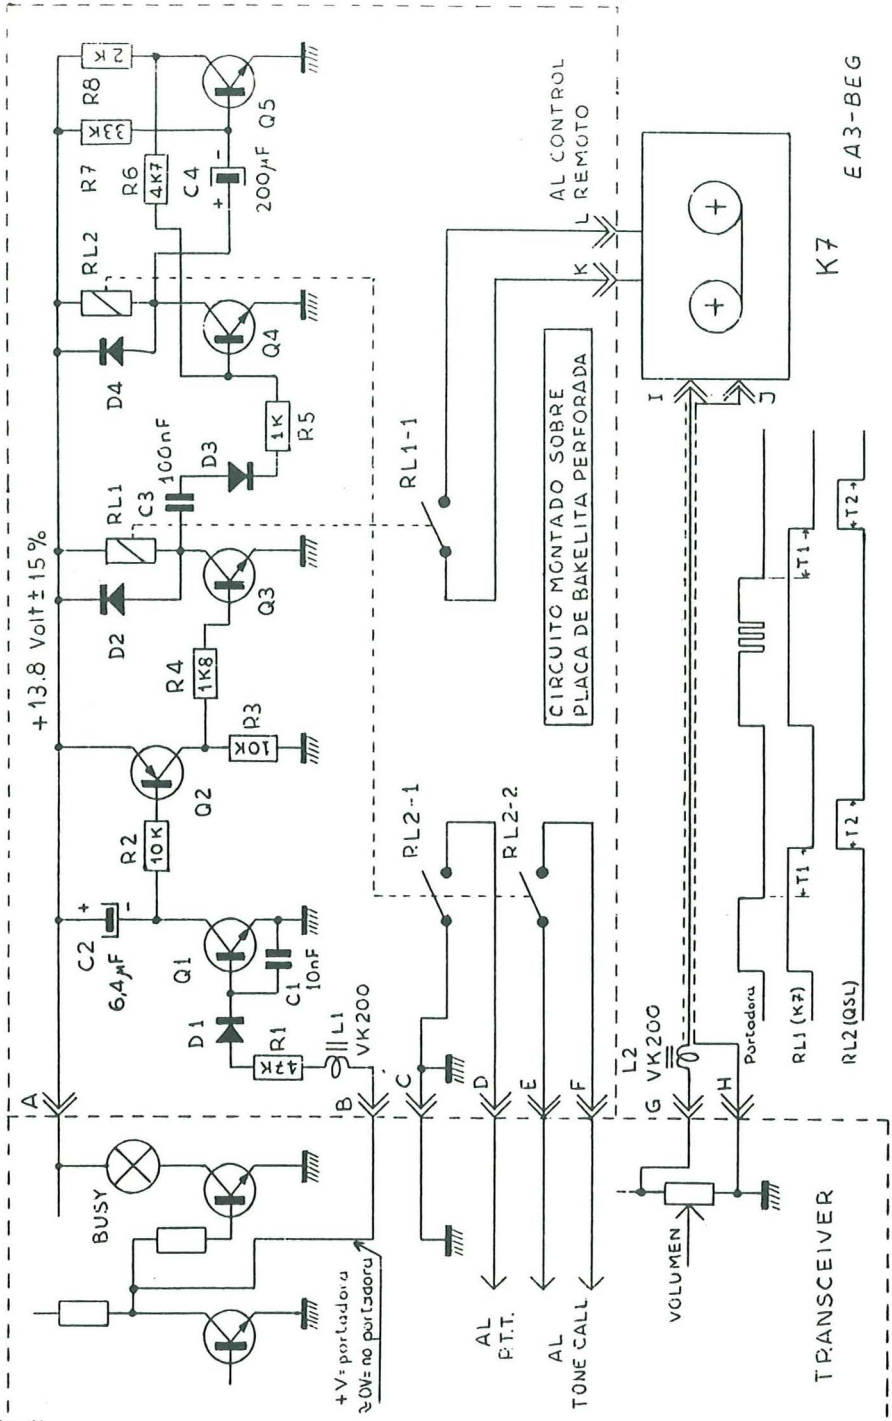 +13.8 Volt ± 15%
A
BUSY
C2
+
-
6,4µF
R2
10K
Q2
R3
10K
R4
1K8
D2
RL1
C3
100nF
Q3
D3
R5
1K
D4
RL2
Q4
R7
33K
R8
2K
R6
4K7
C4
+
-
200µF
Q5
Q1
C1
10nF
D1
R1
47K
L1
VK200
B
C
D
E
F
+V=portadora
≈0V=no portadora
AL
P.T.T.
AL
TONE CALL
RL2-1
RL2-2
RL1-1
CIRCUITO MONTADO SOBRE
PLACA DE BAKELITA PERFORADA
AL CONTROL
REMOTO
K
L
L2
VK200
G
H
VOLUMEN
TRANSCEIVER
I
J
K7
EA3-BEG
Portadora
RL1 (K7)
T1
T1
RL2 (QSL)
T2
T2